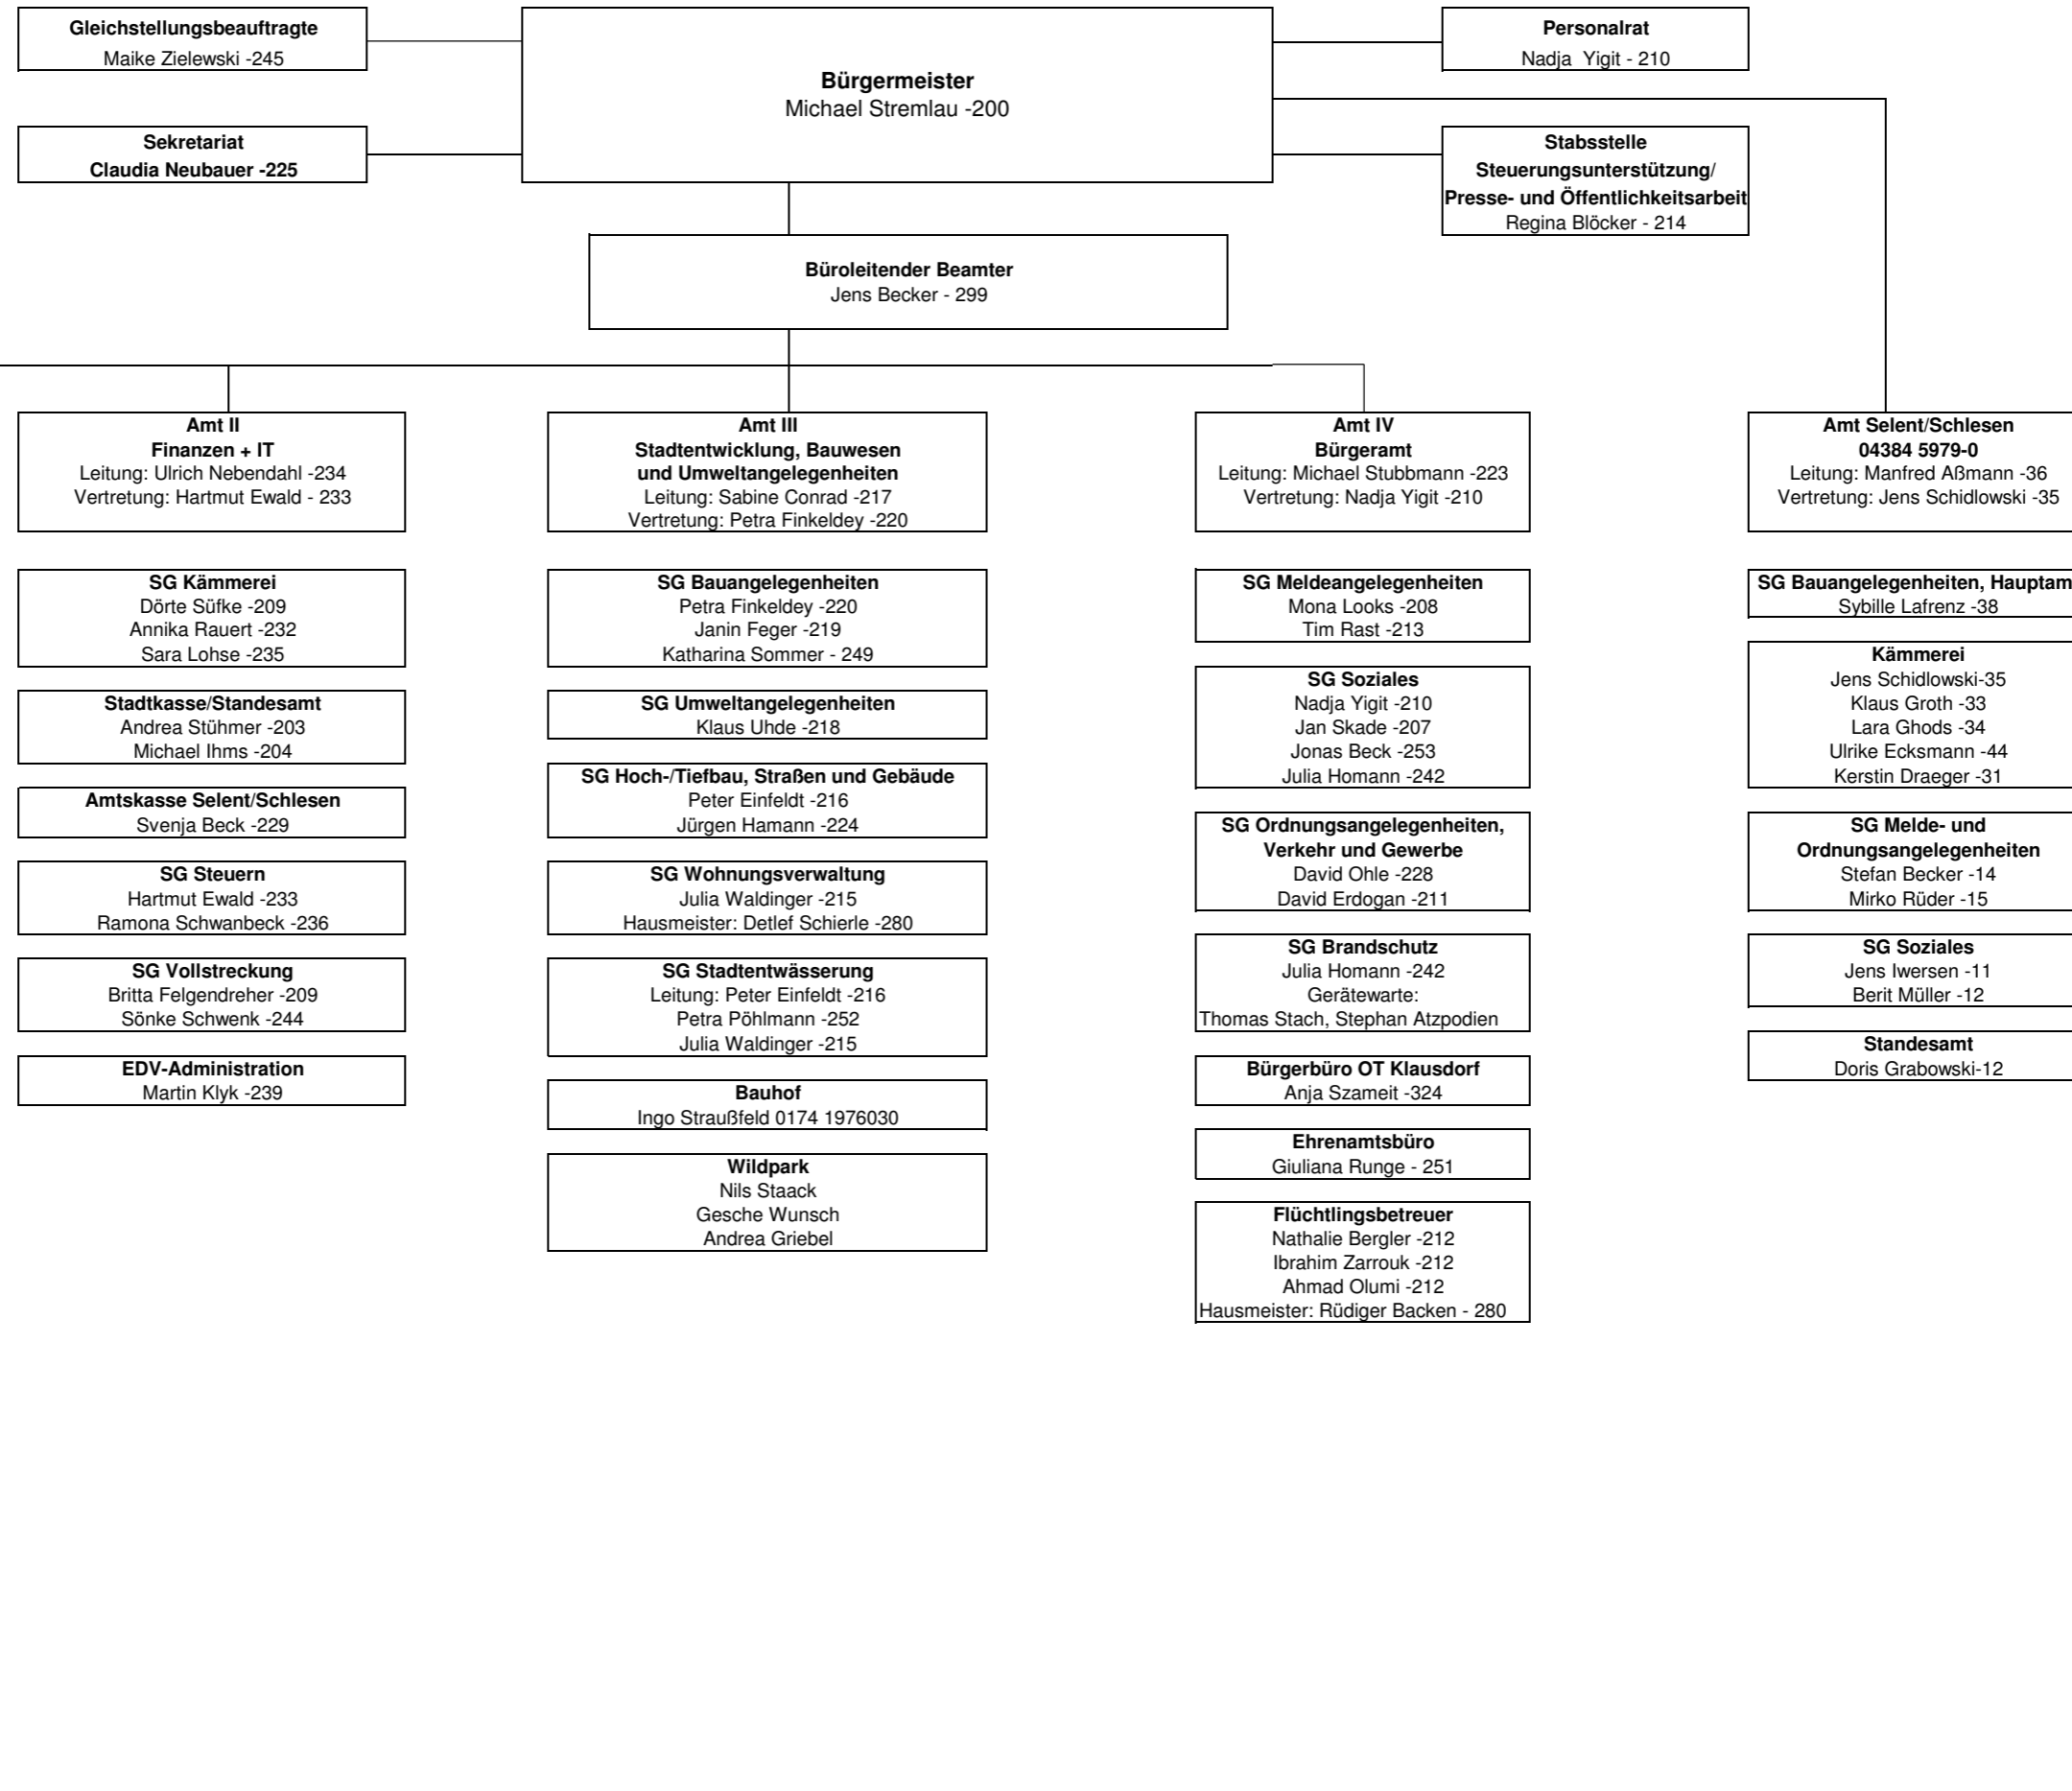 Gleichstellungsbeauftragte
Maike Zielewski -245
Bürgermeister
Michael Stremlau -200
Personalrat
Nadja  Yigit - 210
Sekretariat
Claudia Neubauer -225
Stabsstelle
Steuerungsunterstützung/
Presse- und Öffentlichkeitsarbeit
Regina Blöcker - 214
Büroleitender Beamter
Jens Becker - 299
Amt II
Finanzen + IT
Leitung: Ulrich Nebendahl -234
Vertretung: Hartmut Ewald - 233
SG Kämmerei
Dörte Süfke -209
Annika Rauert -232
Sara Lohse -235
Stadtkasse/Standesamt
Andrea Stühmer -203
Michael Ihms -204
Amtskasse Selent/Schlesen
Svenja Beck -229
SG Steuern
Hartmut Ewald -233
Ramona Schwanbeck -236
SG Vollstreckung
Britta Felgendreher -209
Sönke Schwenk -244
EDV-Administration
Martin Klyk -239
Amt III
Stadtentwicklung, Bauwesen
und Umweltangelegenheiten
Leitung: Sabine Conrad -217
Vertretung: Petra Finkeldey -220
SG Bauangelegenheiten
Petra Finkeldey -220
Janin Feger -219
Katharina Sommer - 249
SG Umweltangelegenheiten
Klaus Uhde -218
SG Hoch-/Tiefbau, Straßen und Gebäude
Peter Einfeldt -216
Jürgen Hamann -224
SG Wohnungsverwaltung
Julia Waldinger -215
Hausmeister: Detlef Schierle -280
SG Stadtentwässerung
Leitung: Peter Einfeldt -216
Petra Pöhlmann -252
Julia Waldinger -215
Bauhof
Ingo Straußfeld 0174 1976030
Wildpark
Nils Staack
Gesche Wunsch
Andrea Griebel
Amt IV
Bürgeramt
Leitung: Michael Stubbmann -223
Vertretung: Nadja Yigit -210
SG Meldeangelegenheiten
Mona Looks -208
Tim Rast -213
SG Soziales
Nadja Yigit -210
Jan Skade -207
Jonas Beck -253
Julia Homann -242
SG Ordnungsangelegenheiten,
Verkehr und Gewerbe
David Ohle -228
David Erdogan -211
SG Brandschutz
Julia Homann -242
Gerätewarte:
Thomas Stach, Stephan Atzpodien
Bürgerbüro OT Klausdorf
Anja Szameit -324
Ehrenamtsbüro
Giuliana Runge - 251
Flüchtlingsbetreuer
Nathalie Bergler -212
Ibrahim Zarrouk -212
Ahmad Olumi -212
Hausmeister: Rüdiger Backen - 280
Amt Selent/Schlesen
04384 5979-0
Leitung: Manfred Aßmann -36
Vertretung: Jens Schidlowski -35
SG Bauangelegenheiten, Hauptam
Sybille Lafrenz -38
Kämmerei
Jens Schidlowski-35
Klaus Groth -33
Lara Ghods -34
Ulrike Ecksmann -44
Kerstin Draeger -31
SG Melde- und
Ordnungsangelegenheiten
Stefan Becker -14
Mirko Rüder -15
SG Soziales
Jens Iwersen -11
Berit Müller -12
Standesamt
Doris Grabowski-12